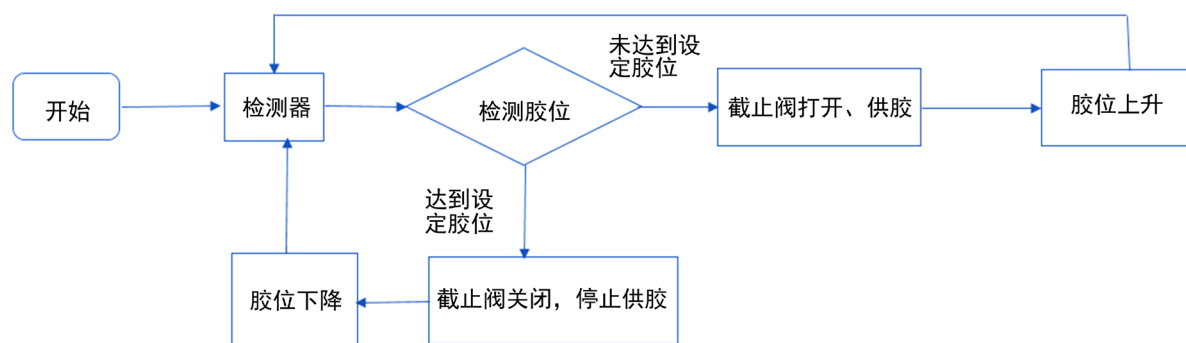 未达到设
定胶位
开始
检测器
检测胶位
截止阀打开、供胶
胶位上升
达到设
定胶位
胶位下降
截止阀关闭，停止供胶